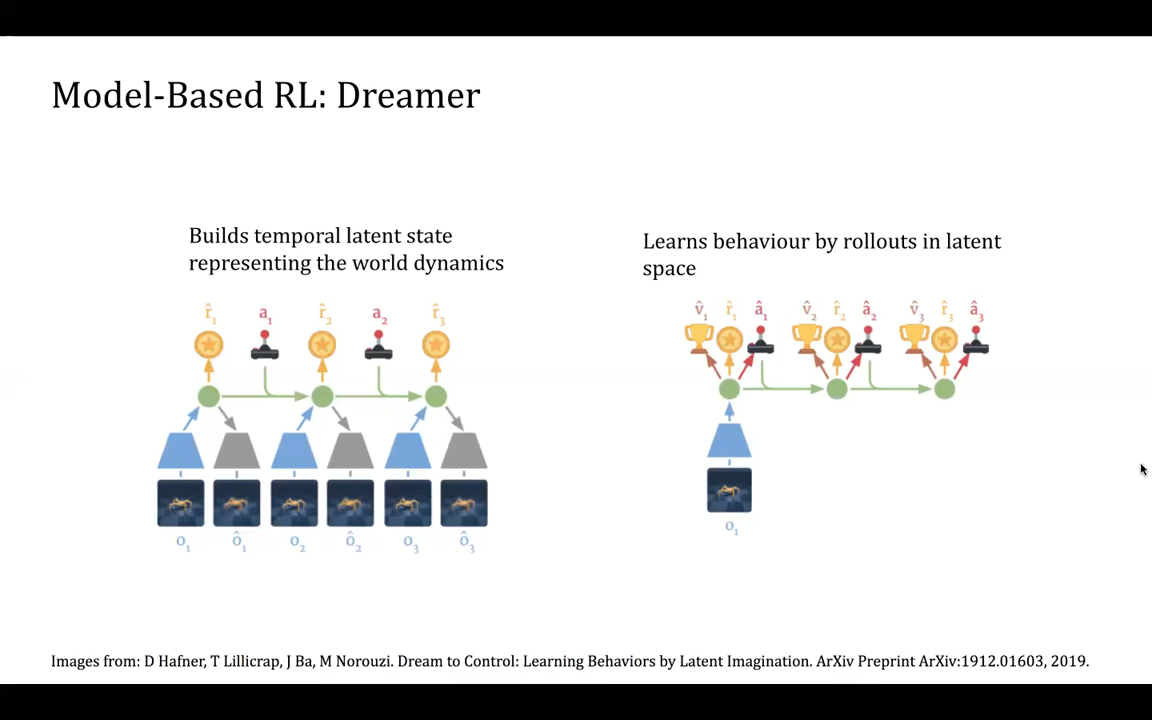 Model-Based RL: Dreamer
Builds temporal latent state
representing the world dynamics
r̂₁ a₁ r̂₂ a₂ r̂₃
o₁ ô₁ o₂ ô₂ o₃ ô₃
Learns behaviour by rollouts in latent
space
v̂₁ r̂₁ â₁ v̂₂ r̂₂ â₂ v̂₃ r̂₃ â₃
o₁
Images from: D Hafner, T Lillicrap, J Ba, M Norouzi. Dream to Control: Learning Behaviors by Latent Imagination. ArXiv Preprint ArXiv:1912.01603, 2019.